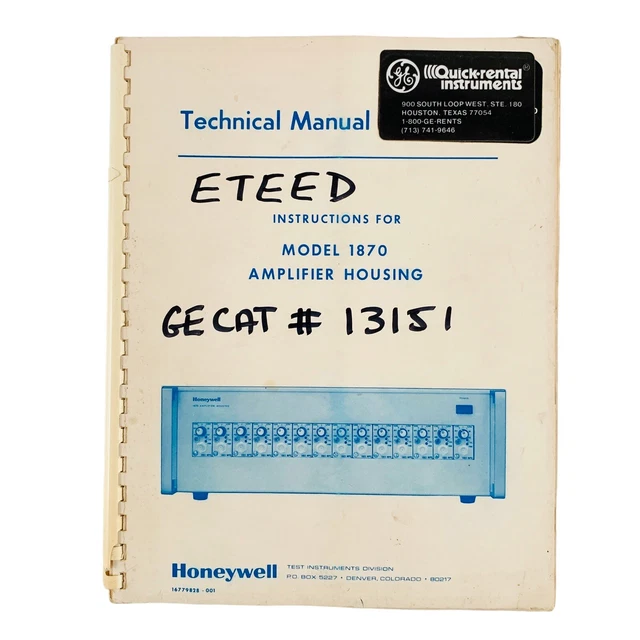 GE Quick-rental®
instruments
900 SOUTH LOOP WEST, STE. 180
HOUSTON, TEXAS 77054
1-800-GE-RENTS
(713) 741-9646
Technical Manual
ETEED
INSTRUCTIONS FOR
MODEL 1870
AMPLIFIER HOUSING
GE CAT # 13151
Honeywell
Honeywell
TEST INSTRUMENTS DIVISION
P.O. BOX 5227 • DENVER, COLORADO • 80217
16779828 - 001